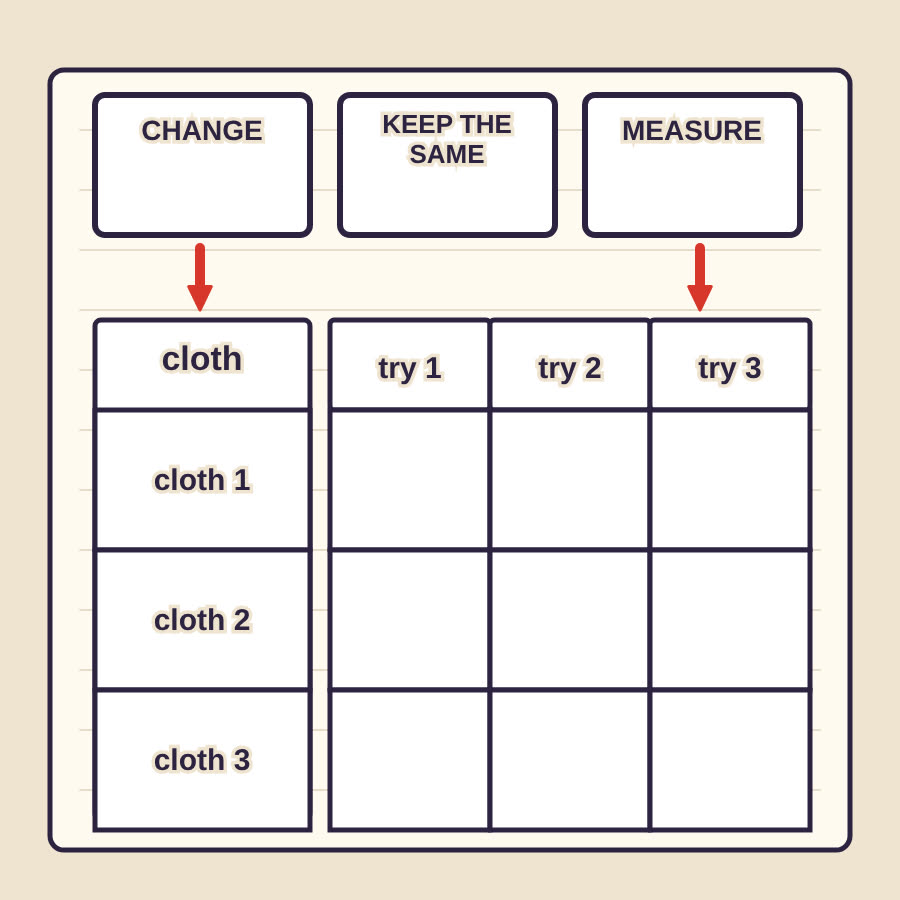 CHANGE
KEEP THE
SAME
MEASURE
cloth
try 1
try 2
try 3
cloth 1
cloth 2
cloth 3